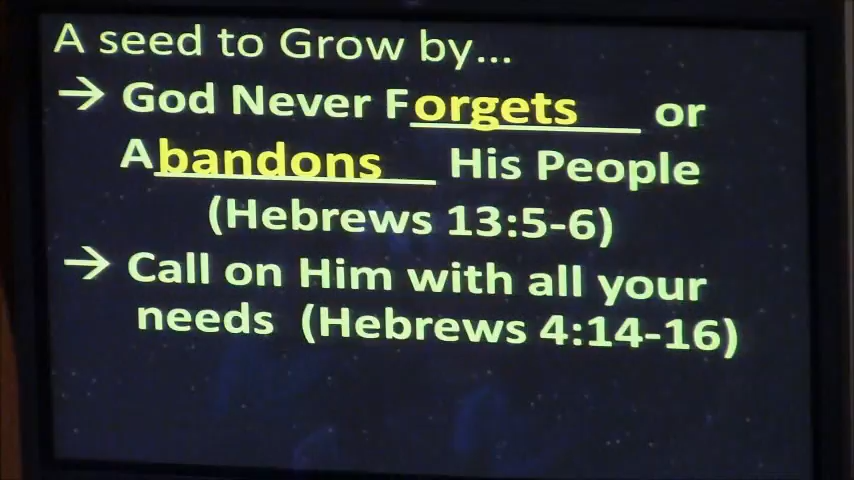 A seed to Grow by...
→ God Never Forgets or
Abandons His People
(Hebrews 13:5-6)
→ Call on Him with all your
needs (Hebrews 4:14-16)